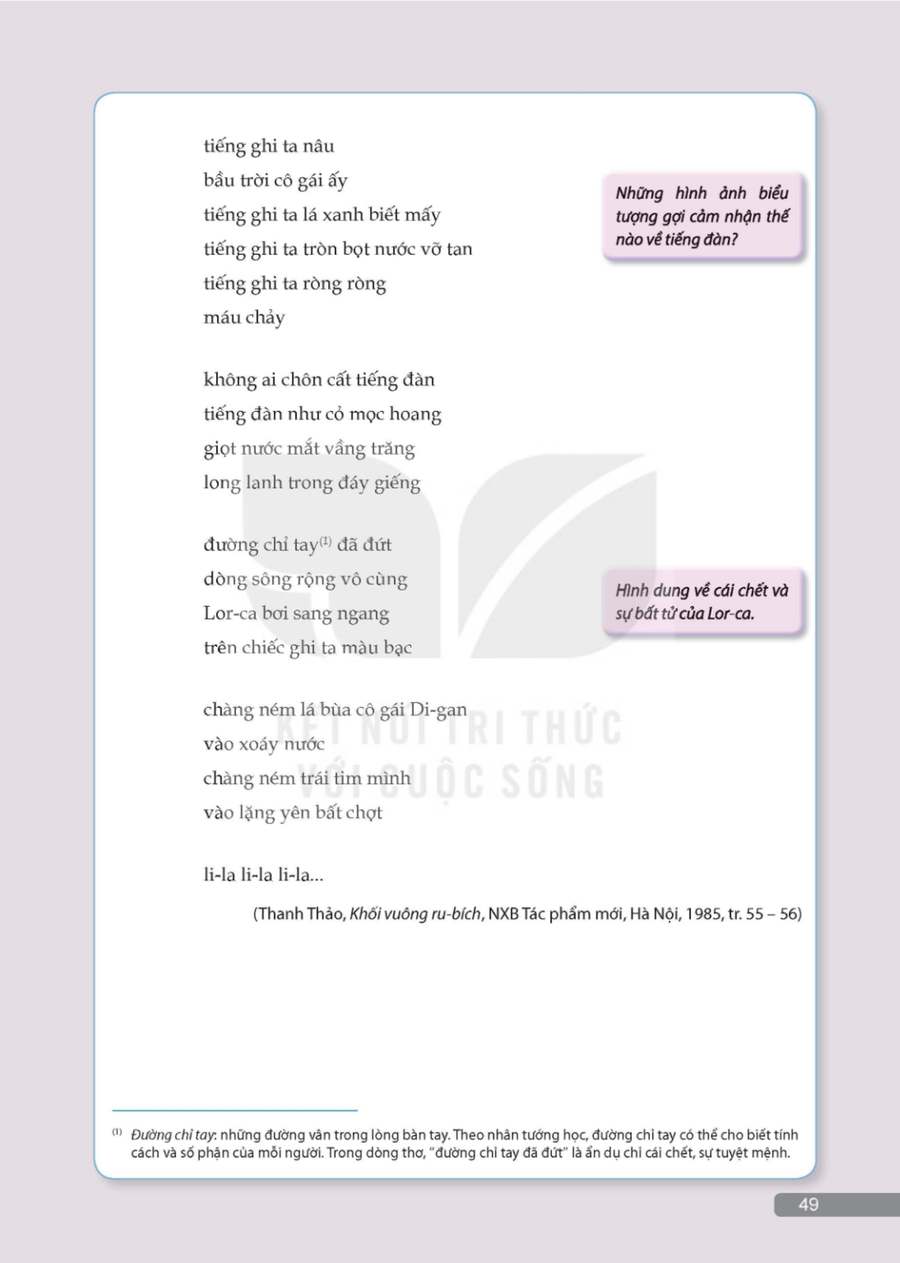 tiếng ghi ta nâu
bầu trời cô gái ấy
tiếng ghi ta lá xanh biết mấy
tiếng ghi ta tròn bọt nước vỡ tan
tiếng ghi ta ròng ròng
máu chảy
Những hình ảnh biểu
tượng gợi cảm nhận thế
nào về tiếng đàn?
không ai chôn cất tiếng đàn
tiếng đàn như cỏ mọc hoang
giọt nước mắt vầng trăng
long lanh trong đáy giếng
đường chỉ tay(1) đã đứt
dòng sông rộng vô cùng
Lor-ca bơi sang ngang
trên chiếc ghi ta màu bạc
Hình dung về cái chết và
sự bất tử của Lor-ca.
chàng ném lá bùa cô gái Di-gan
vào xoáy nước
chàng ném trái tim mình
vào lặng yên bất chợt
KẾT NỐI TRI THỨC
VỚI CUỘC SỐNG
li-la li-la li-la...
(Thanh Thảo, Khối vuông ru-bích, NXB Tác phẩm mới, Hà Nội, 1985, tr. 55 – 56)
(1) Đường chỉ tay: những đường vân trong lòng bàn tay. Theo nhân tướng học, đường chỉ tay có thể cho biết tính
cách và số phận của mỗi người. Trong dòng thơ, "đường chỉ tay đã đứt" là ẩn dụ chỉ cái chết, sự tuyệt mệnh.
49